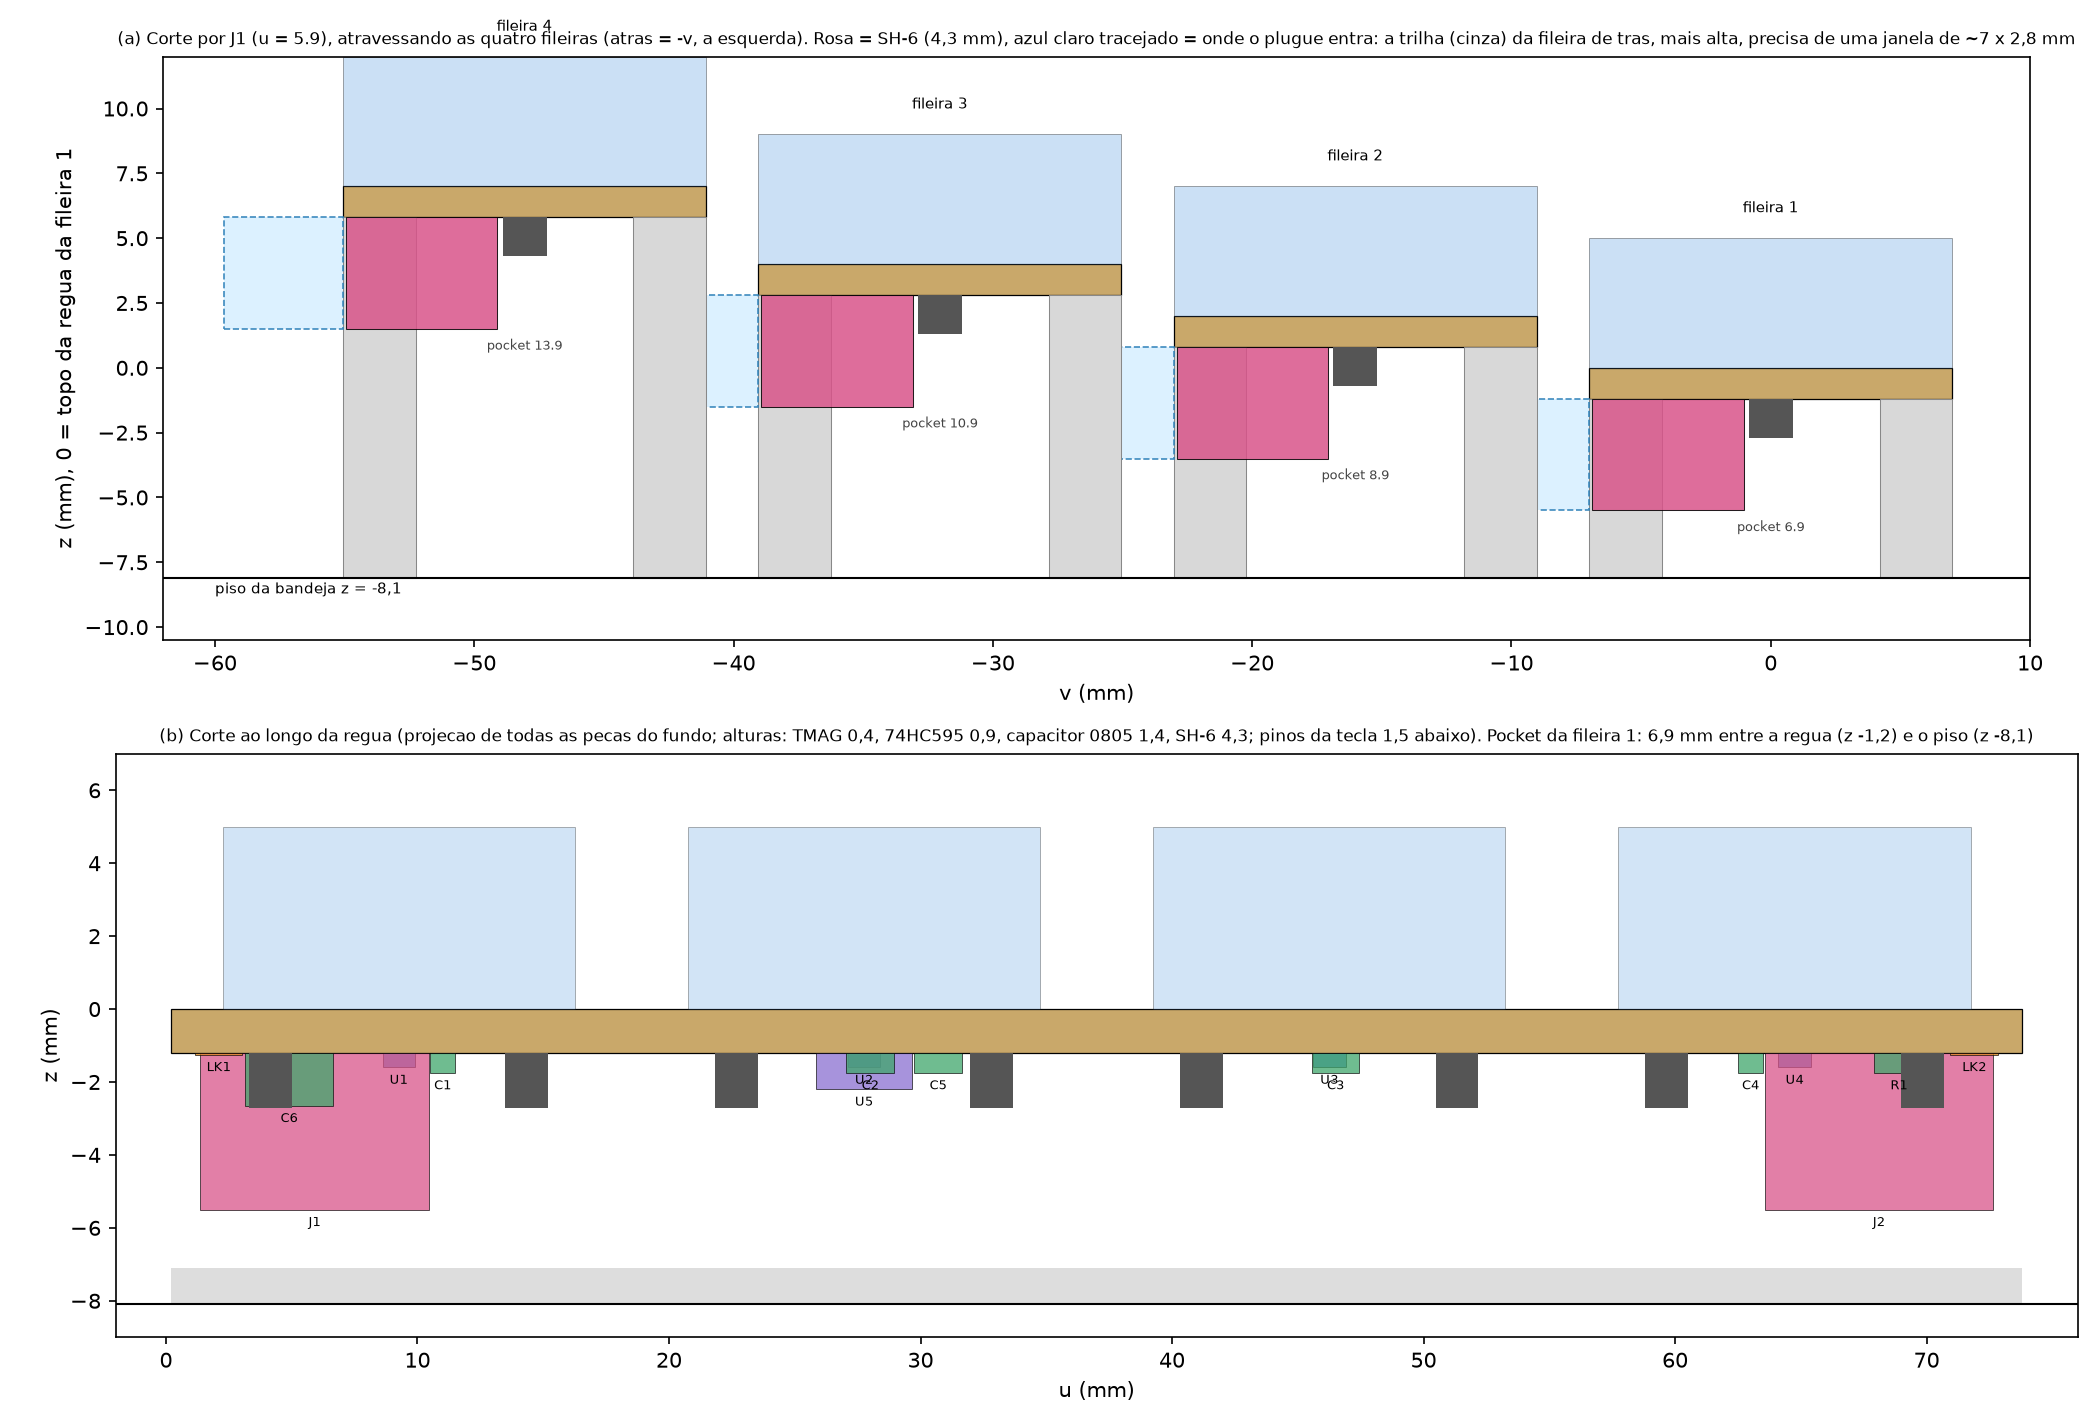 fileira 4
(a) Corte por J1 (u = 5.9), atravessando as quatro fileiras (atras = -v, a esquerda). Rosa = SH-6 (4,3 mm), azul claro tracejado = onde o plugue entra: a trilha (cinza) da fileira de tras, mais alta, precisa de uma janela de ~7 x 2,8 mm
fileira 3
fileira 2
fileira 1
10.0
7.5
5.0
2.5
0.0
−2.5
−5.0
−7.5
−10.0
z (mm), 0 = topo da regua da fileira 1
pocket 13.9
pocket 10.9
pocket 8.9
pocket 6.9
piso da bandeja z = -8,1
−60 −50 −40 −30 −20 −10 0 10
v (mm)
(b) Corte ao longo da regua (projecao de todas as pecas do fundo; alturas: TMAG 0,4, 74HC595 0,9, capacitor 0805 1,4, SH-6 4,3; pinos da tecla 1,5 abaixo). Pocket da fileira 1: 6,9 mm entre a regua (z -1,2) e o piso (z -8,1)
6
4
2
0
−2
−4
−6
−8
z (mm)
LK1 U1 C1 U2 C2 C5 U3 C3 C4 U4 R1 LK2
C6 U5
J1 J2
0 10 20 30 40 50 60 70
u (mm)